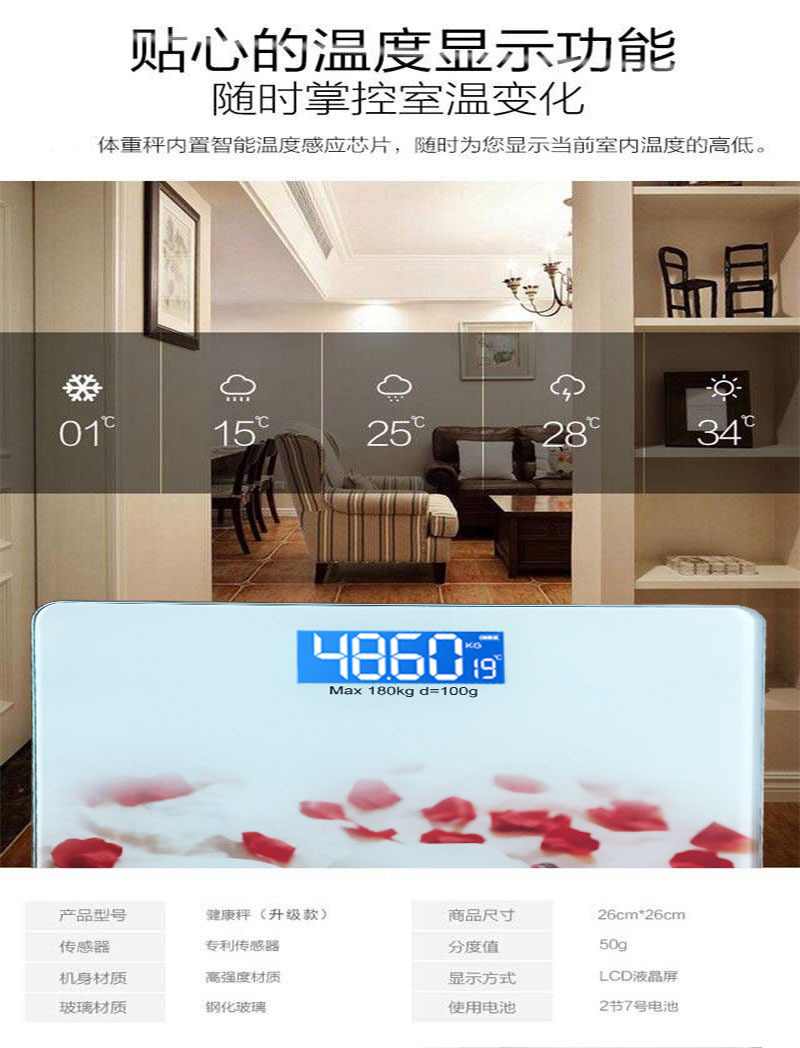 贴心的温度显示功能
随时掌控室温变化
体重秤内置智能温度感应芯片，随时为您显示当前室内温度的高低。
01℃ 15℃ 25℃ 28℃ 34℃
48.60 KG 19℃
Max 180kg d=100g
产品型号 健康秤（升级款） 商品尺寸 26cm*26cm
传感器 专利传感器 分度值 50g
机身材质 高强度材质 显示方式 LCD液晶屏
玻璃材质 钢化玻璃 使用电池 2节7号电池